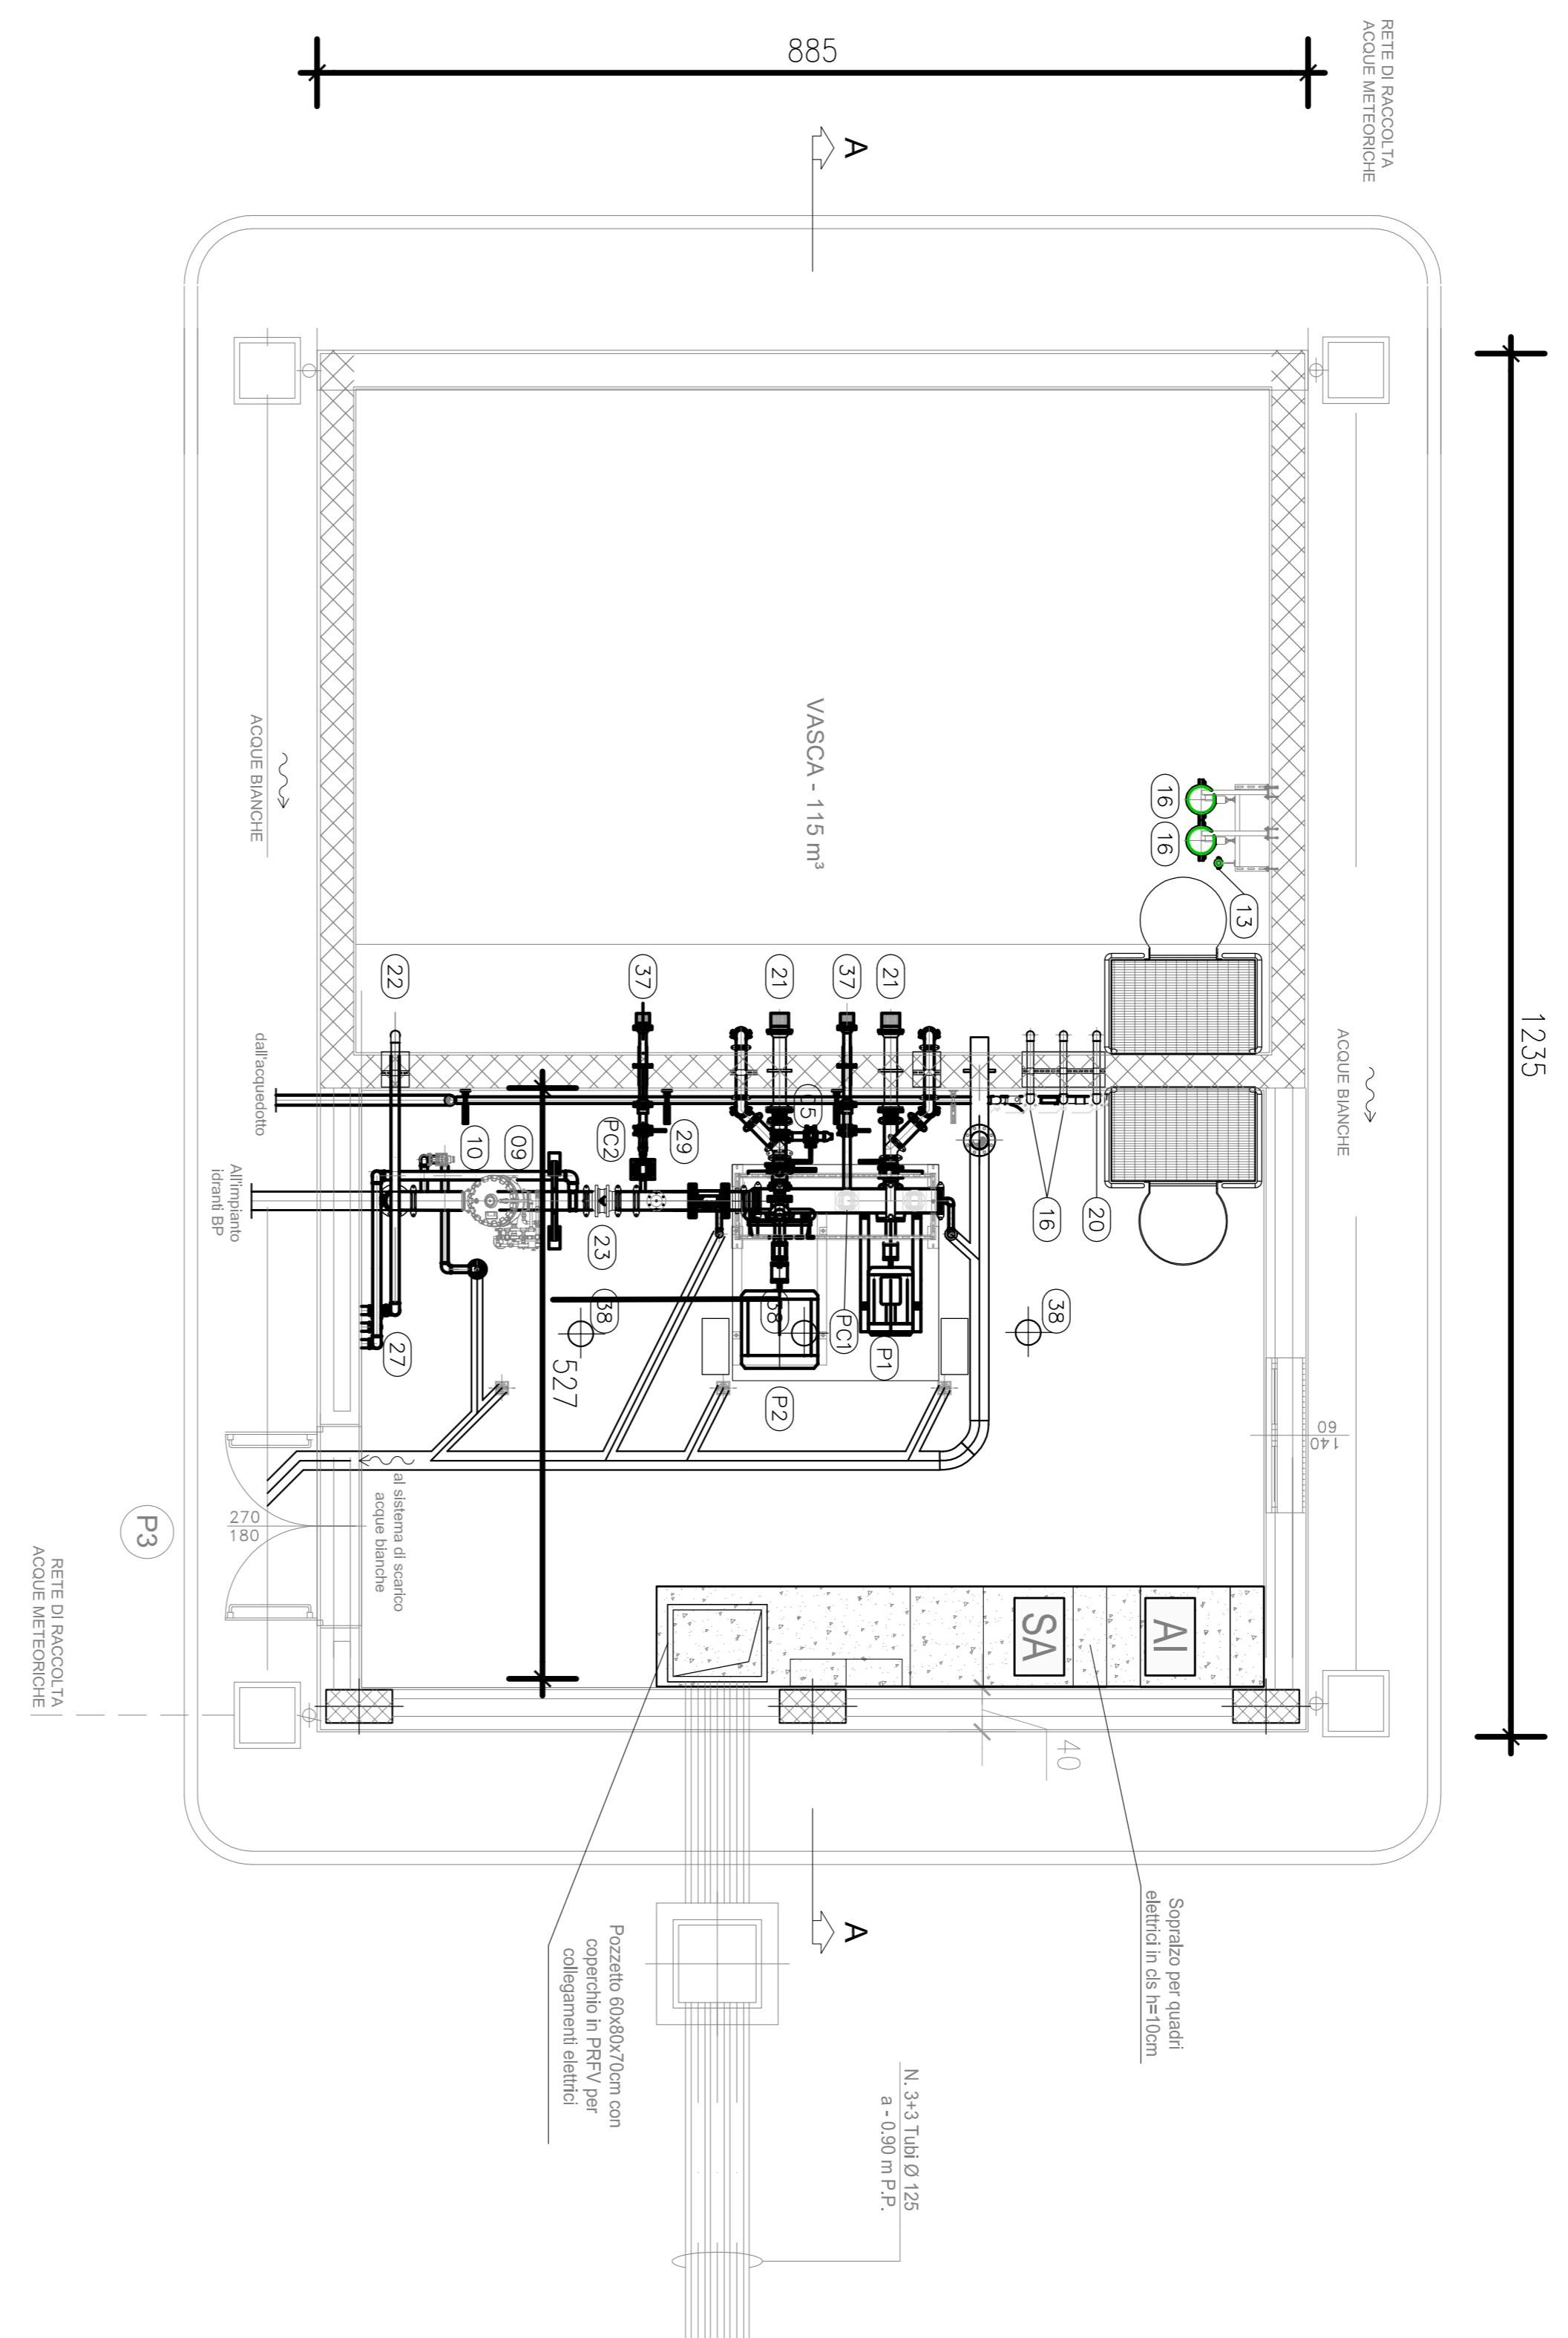 885
A
RETE DI RACCOLTA
ACQUE METEORICHE
1235
ACQUE BIANCHE
VASCA - 115 m³
16
16
13
ACQUE BIANCHE
22
37
21
37
21
dall'acquedotto
10
09
PC2
29
05
All'impianto
idranti BP
23
16
20
27
38
38
PC1
P1
38
527
P2
60
140
al sistema di scarico
acque bianche
270
180
P3
SA
AI
RETE DI RACCOLTA
ACQUE METEORICHE
40
A
Sopralzo per quadri
elettrici in cls h=10cm
Pozzetto 60x80x70cm con
coperchio in PRFV per
collegamenti elettrici
N. 3+3 Tubi Ø 125
a - 0.90 m P.P.